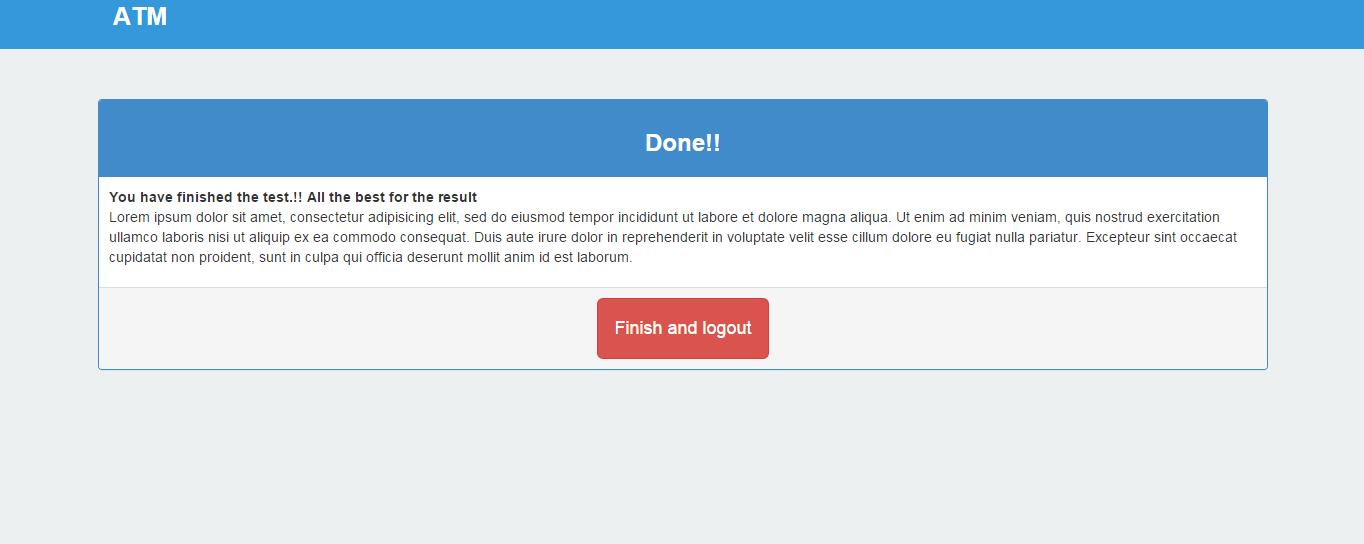 ATM
Done!!
You have finished the test.!! All the best for the result
Lorem ipsum dolor sit amet, consectetur adipisicing elit, sed do eiusmod tempor incididunt ut labore et dolore magna aliqua. Ut enim ad minim veniam, quis nostrud exercitation
ullamco laboris nisi ut aliquip ex ea commodo consequat. Duis aute irure dolor in reprehenderit in voluptate velit esse cillum dolore eu fugiat nulla pariatur. Excepteur sint occaecat
cupidatat non proident, sunt in culpa qui officia deserunt mollit anim id est laborum.
Finish and logout